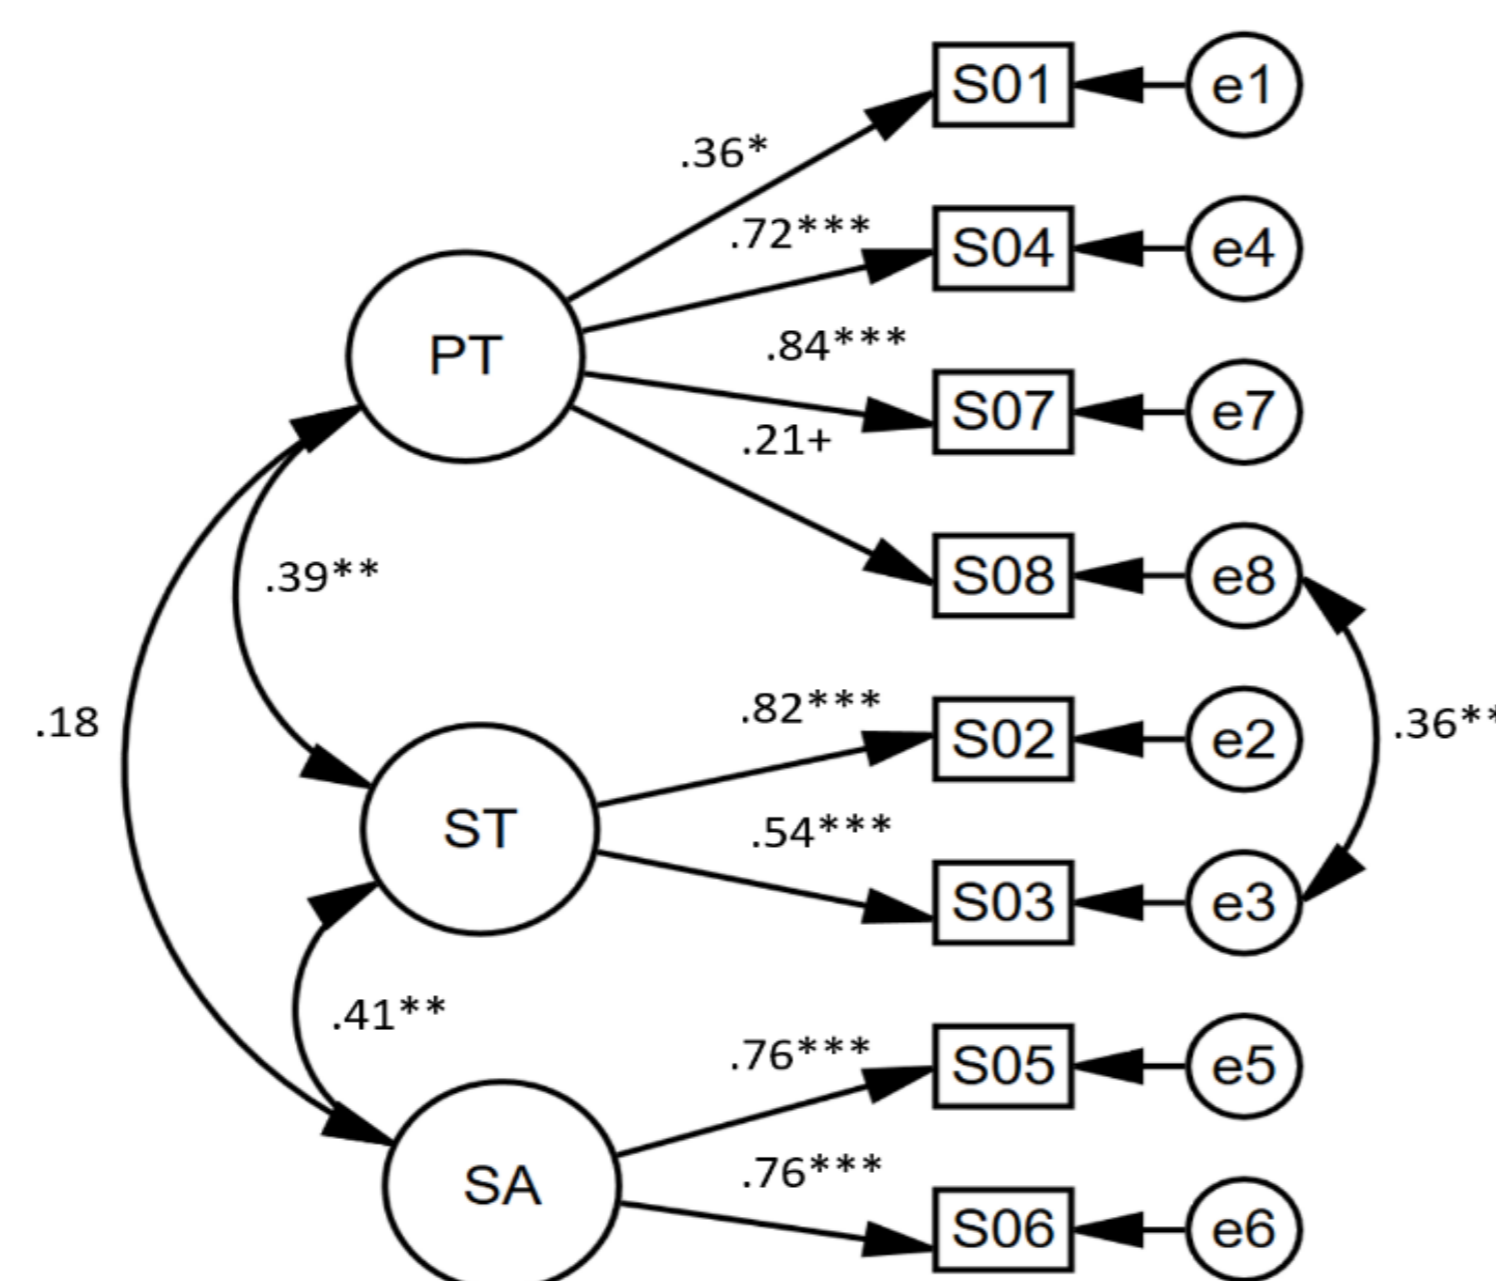 S01
e1
.36*
.72***
S04
e4
PT
.84***
S07
e7
.21+
.39**
S08
e8
.18
.82***
S02
e2
.36**
ST
.54***
S03
e3
.41**
.76***
S05
e5
SA
.76***
S06
e6